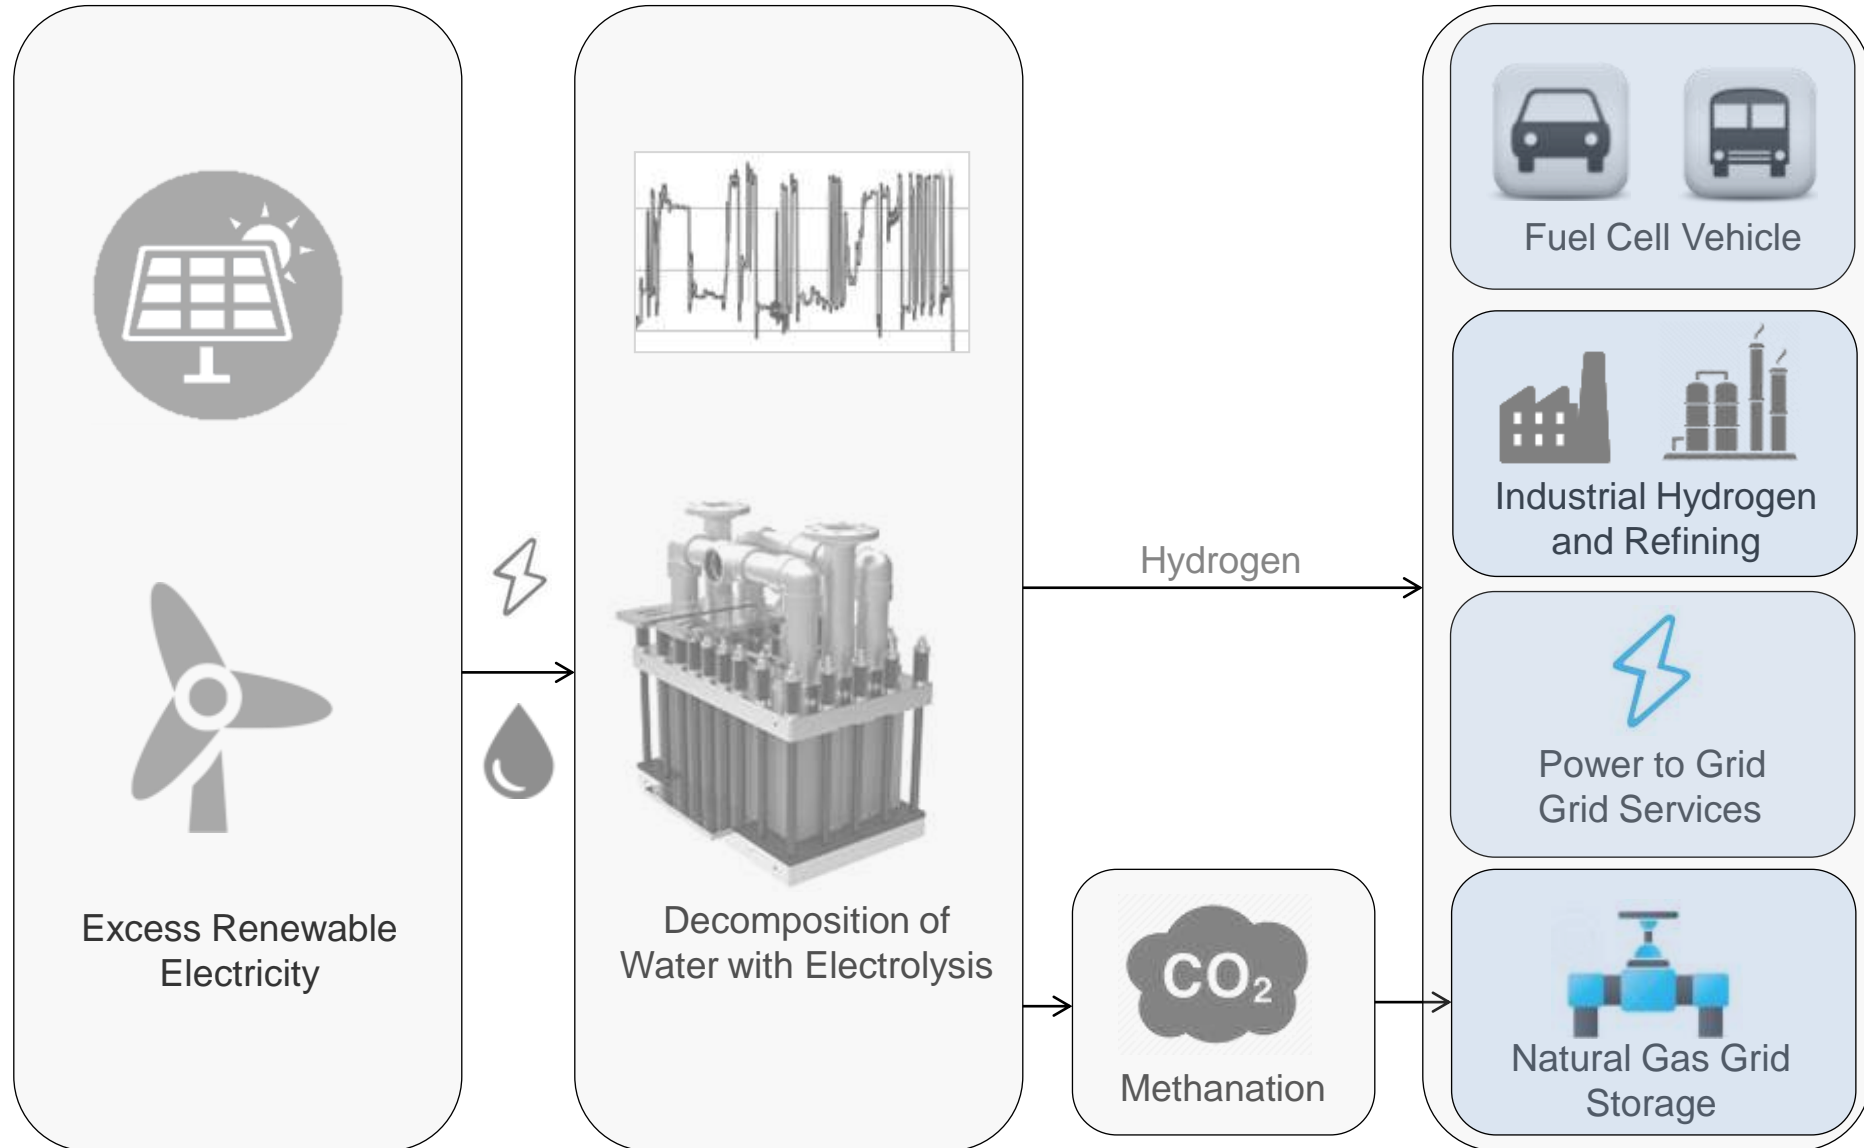 Excess Renewable
Electricity
Decomposition of
Water with Electrolysis
Hydrogen
CO₂
Methanation
Fuel Cell Vehicle
Industrial Hydrogen
and Refining
Power to Grid
Grid Services
Natural Gas Grid
Storage